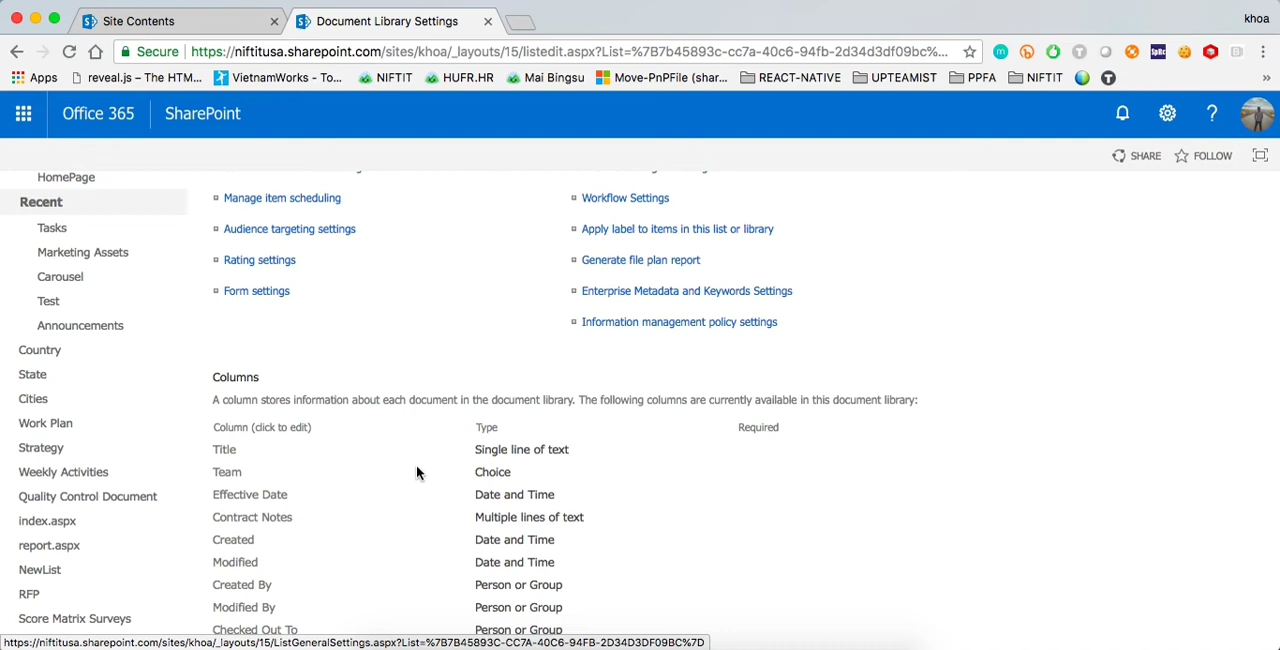 Site Contents
Document Library Settings
khoa
Secure https://niftitusa.sharepoint.com/sites/khoa/_layouts/15/listedit.aspx?List=%7B7b45893c-cc7a-40c6-94fb-2d34d3df09bc%...
Apps reveal.js – The HTM... VietnamWorks - To... NIFTIT HUFR.HR Mai Bingsu Move-PnPFile (shar... REACT-NATIVE UPTEAMIST PPFA NIFTIT »
Office 365 SharePoint
SHARE FOLLOW
HomePage
Recent
Tasks
Marketing Assets
Carousel
Test
Announcements
Country
State
Cities
Work Plan
Strategy
Weekly Activities
Quality Control Document
index.aspx
report.aspx
NewList
RFP
Score Matrix Surveys
Manage item scheduling
Audience targeting settings
Rating settings
Form settings
Workflow Settings
Apply label to items in this list or library
Generate file plan report
Enterprise Metadata and Keywords Settings
Information management policy settings
Columns
A column stores information about each document in the document library. The following columns are currently available in this document library:
Column (click to edit) Type Required
Title Single line of text
Team Choice
Effective Date Date and Time
Contract Notes Multiple lines of text
Created Date and Time
Modified Date and Time
Created By Person or Group
Modified By Person or Group
Checked Out To Person or Group
https://niftitusa.sharepoint.com/sites/khoa/_layouts/15/ListGeneralSettings.aspx?List=%7B7B45893C-CC7A-40C6-94FB-2D34D3DF09BC%7D